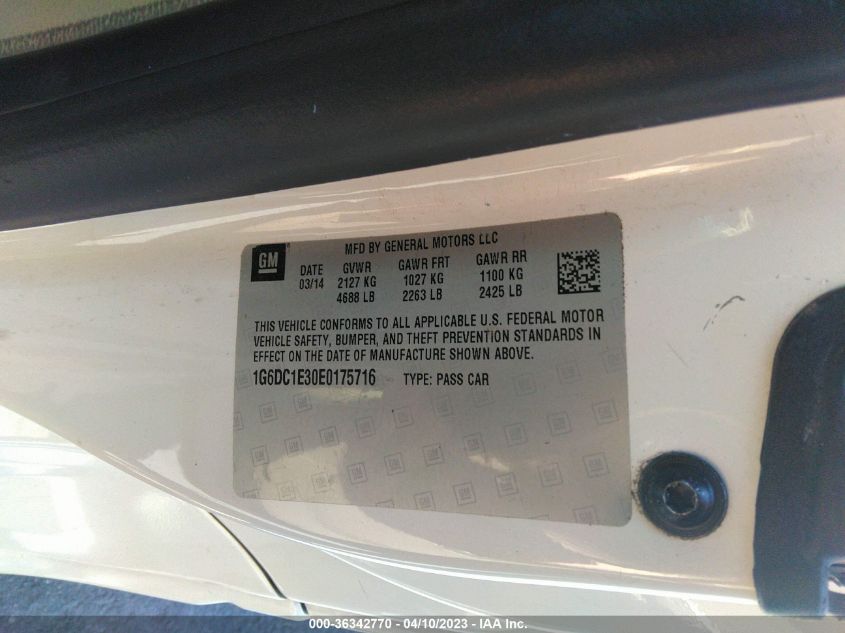 GM
MFD BY GENERAL MOTORS LLC
DATE GVWR GAWR FRT GAWR RR
03/14 2127 KG 1027 KG 1100 KG
4688 LB 2263 LB 2425 LB
THIS VEHICLE CONFORMS TO ALL APPLICABLE U.S. FEDERAL MOTOR
VEHICLE SAFETY, BUMPER, AND THEFT PREVENTION STANDARDS IN
EFFECT ON THE DATE OF MANUFACTURE SHOWN ABOVE.
1G6DC1E30E0175716 TYPE: PASS CAR
000-36342770 - 04/10/2023 - IAA Inc.